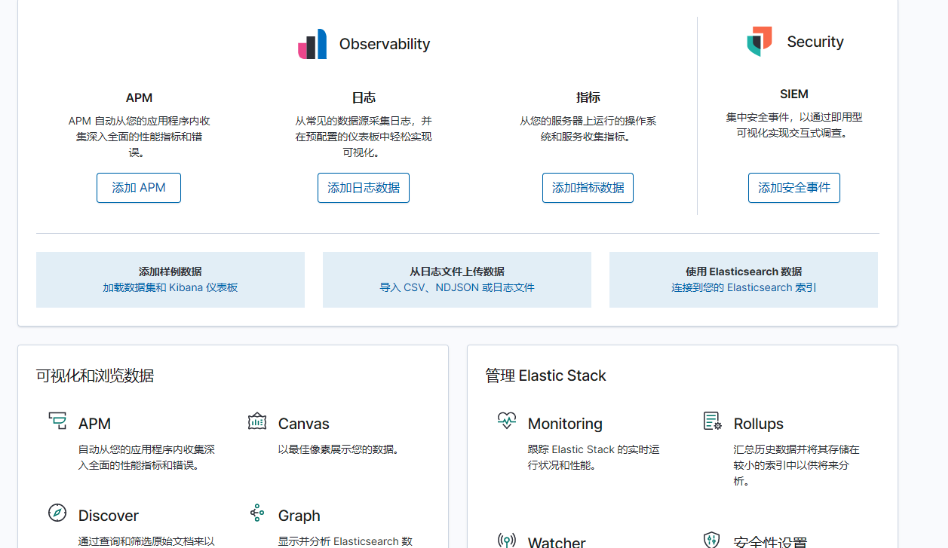 Observability
Security
APM
APM 自动从您的应用程序内收
集深入全面的性能指标和错
误。
添加 APM
日志
从常见的数据源采集日志，并
在预配置的仪表板中轻松实现
可视化。
添加日志数据
指标
从您的服务器上运行的操作系
统和服务收集指标。
添加指标数据
SIEM
集中安全事件，以通过即用型
可视化实现交互式调查。
添加安全事件
添加样例数据
加载数据集和 Kibana 仪表板
从日志文件上传数据
导入 CSV、NDJSON 或日志文件
使用 Elasticsearch 数据
连接到您的 Elasticsearch 索引
可视化和浏览数据
APM
自动从您的应用程序内收集深
入全面的性能指标和错误。
Canvas
以最佳像素展示您的数据。
Discover
通过查询和筛选原始文档来以
Graph
显示并分析 Elasticsearch 数
管理 Elastic Stack
Monitoring
跟踪 Elastic Stack 的实时运
行状况和性能。
Rollups
汇总历史数据并将其存储在
较小的索引中以供将来分
析。
Watcher
安全性设置